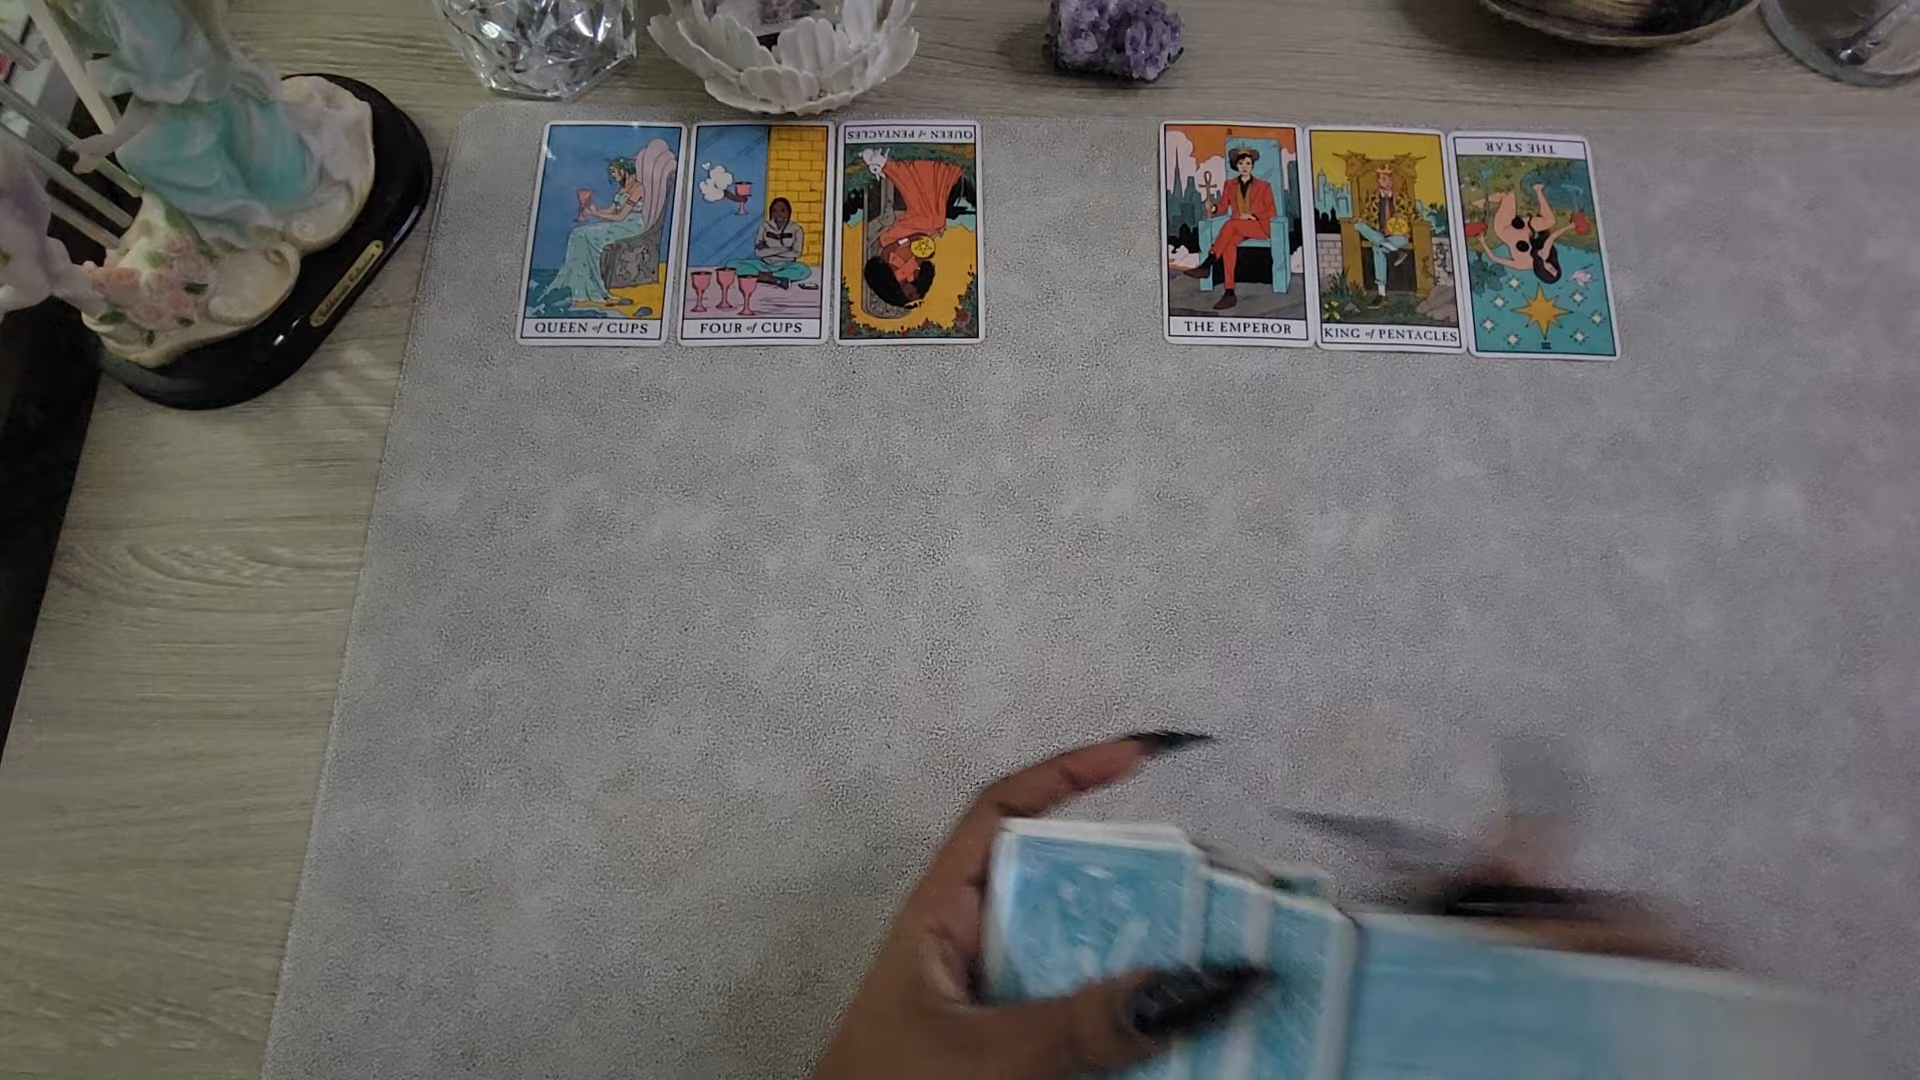 QUEEN of CUPS
FOUR of CUPS
QUEEN of PENTACLES
THE EMPEROR
KING of PENTACLES
THE STAR